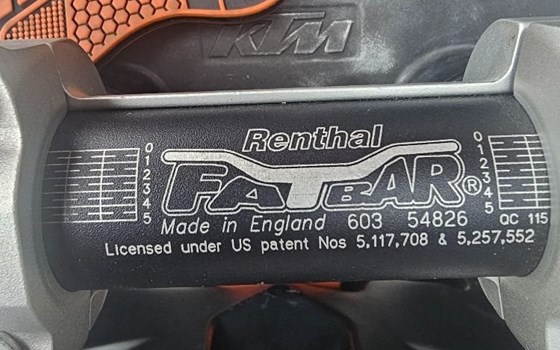 KTM
Renthal
FATBAR®
Made in England 603 54826
Licensed under US patent Nos 5,117,708 & 5,257,552
0
1
2
3
4
5
0
1
2
3
4
5
QC 115